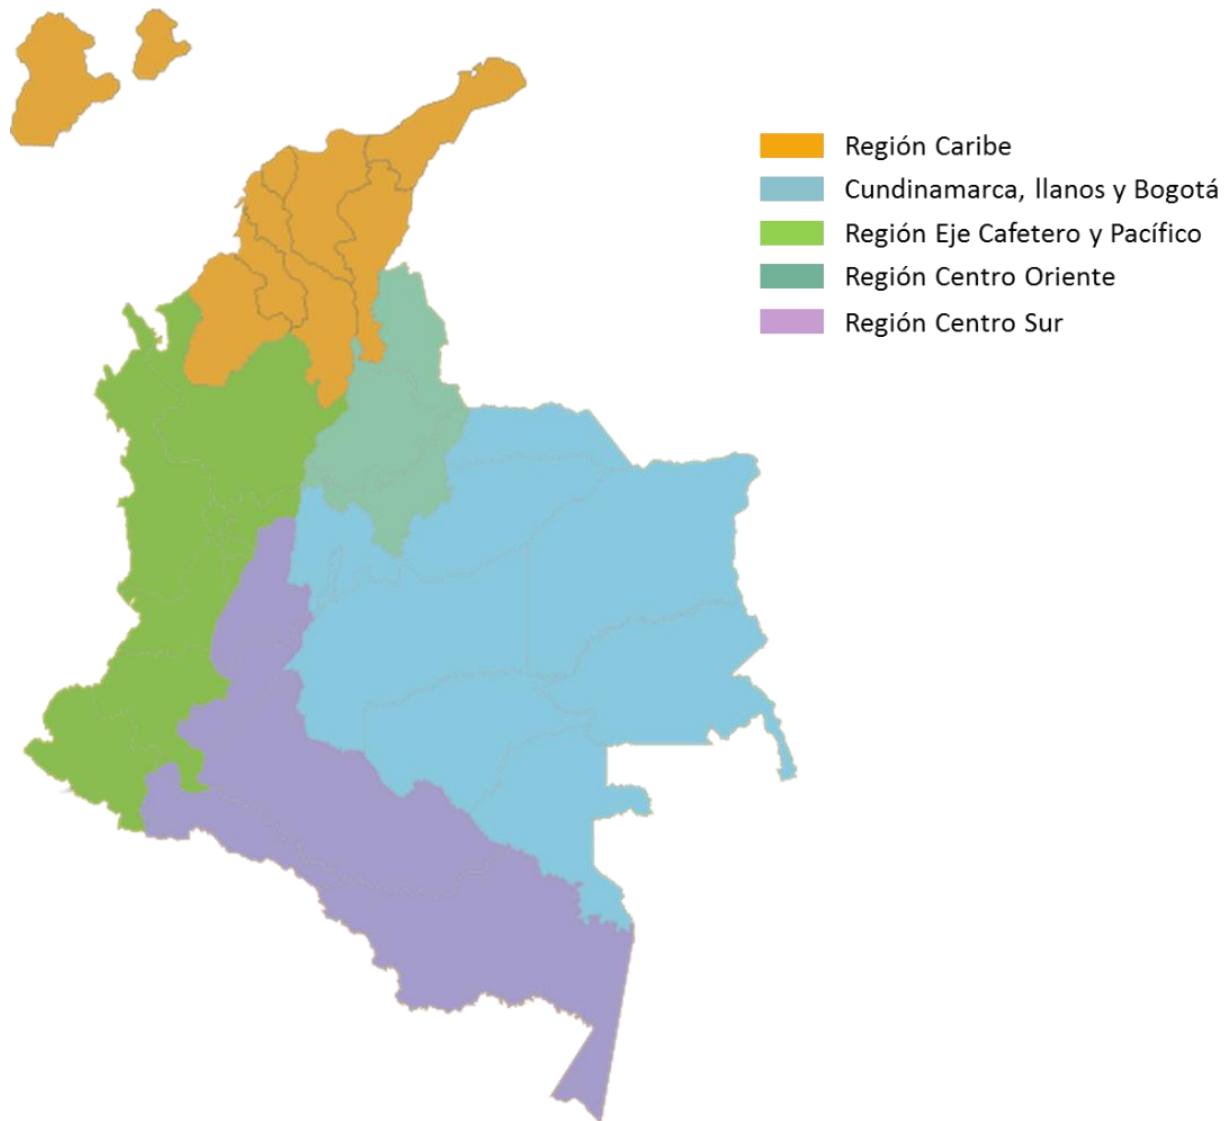 Región Caribe
Cundinamarca, llanos y Bogotá
Región Eje Cafetero y Pacífico
Región Centro Oriente
Región Centro Sur